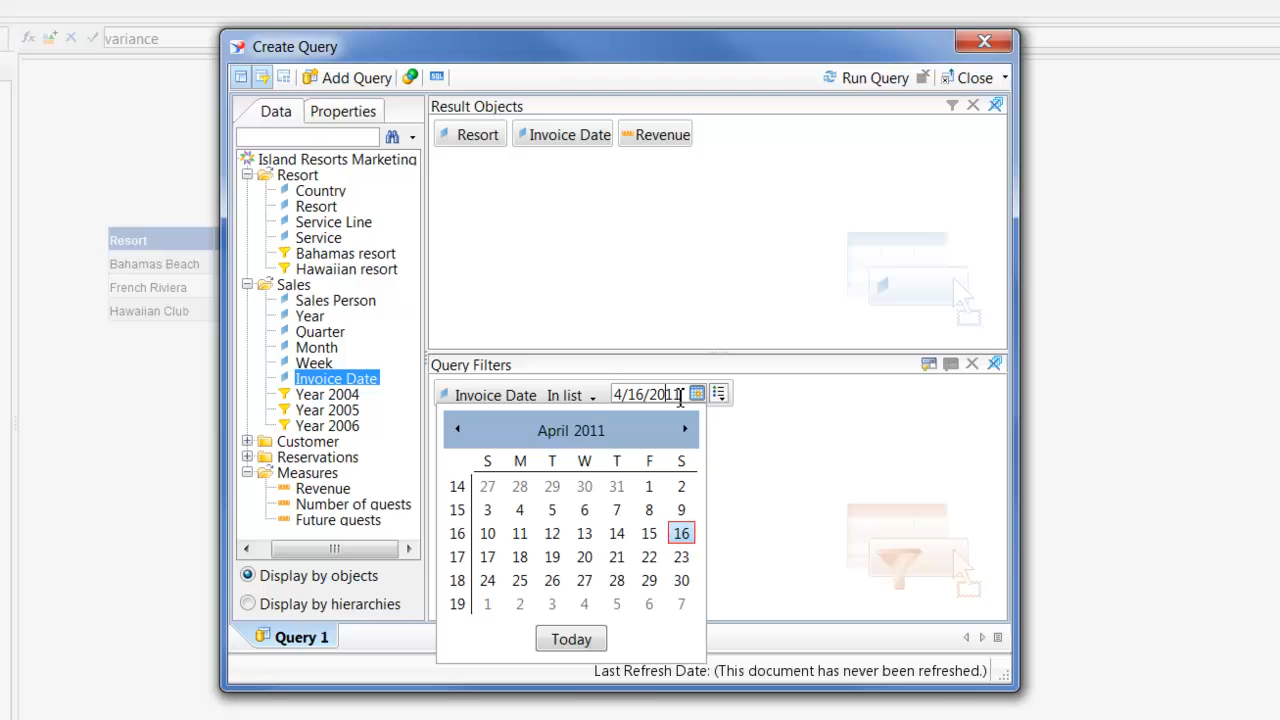 variance
Create Query
Add Query
SQL
Run Query
Close
Data
Properties
Result Objects
Resort
Invoice Date
Revenue
Island Resorts Marketing
Resort
Country
Resort
Service Line
Service
Bahamas resort
Hawaiian resort
Sales
Sales Person
Year
Quarter
Month
Week
Invoice Date
Year 2004
Year 2005
Year 2006
Customer
Reservations
Measures
Revenue
Number of guests
Future guests
Display by objects
Display by hierarchies
Resort
Bahamas Beach
French Riviera
Hawaiian Club
Query Filters
Invoice Date In list 4/16/2011
April 2011
S M T W T F S
14 27 28 29 30 31 1 2
15 3 4 5 6 7 8 9
16 10 11 12 13 14 15 16
17 17 18 19 20 21 22 23
18 24 25 26 27 28 29 30
19 1 2 3 4 5 6 7
Today
Query 1
Last Refresh Date: (This document has never been refreshed.)